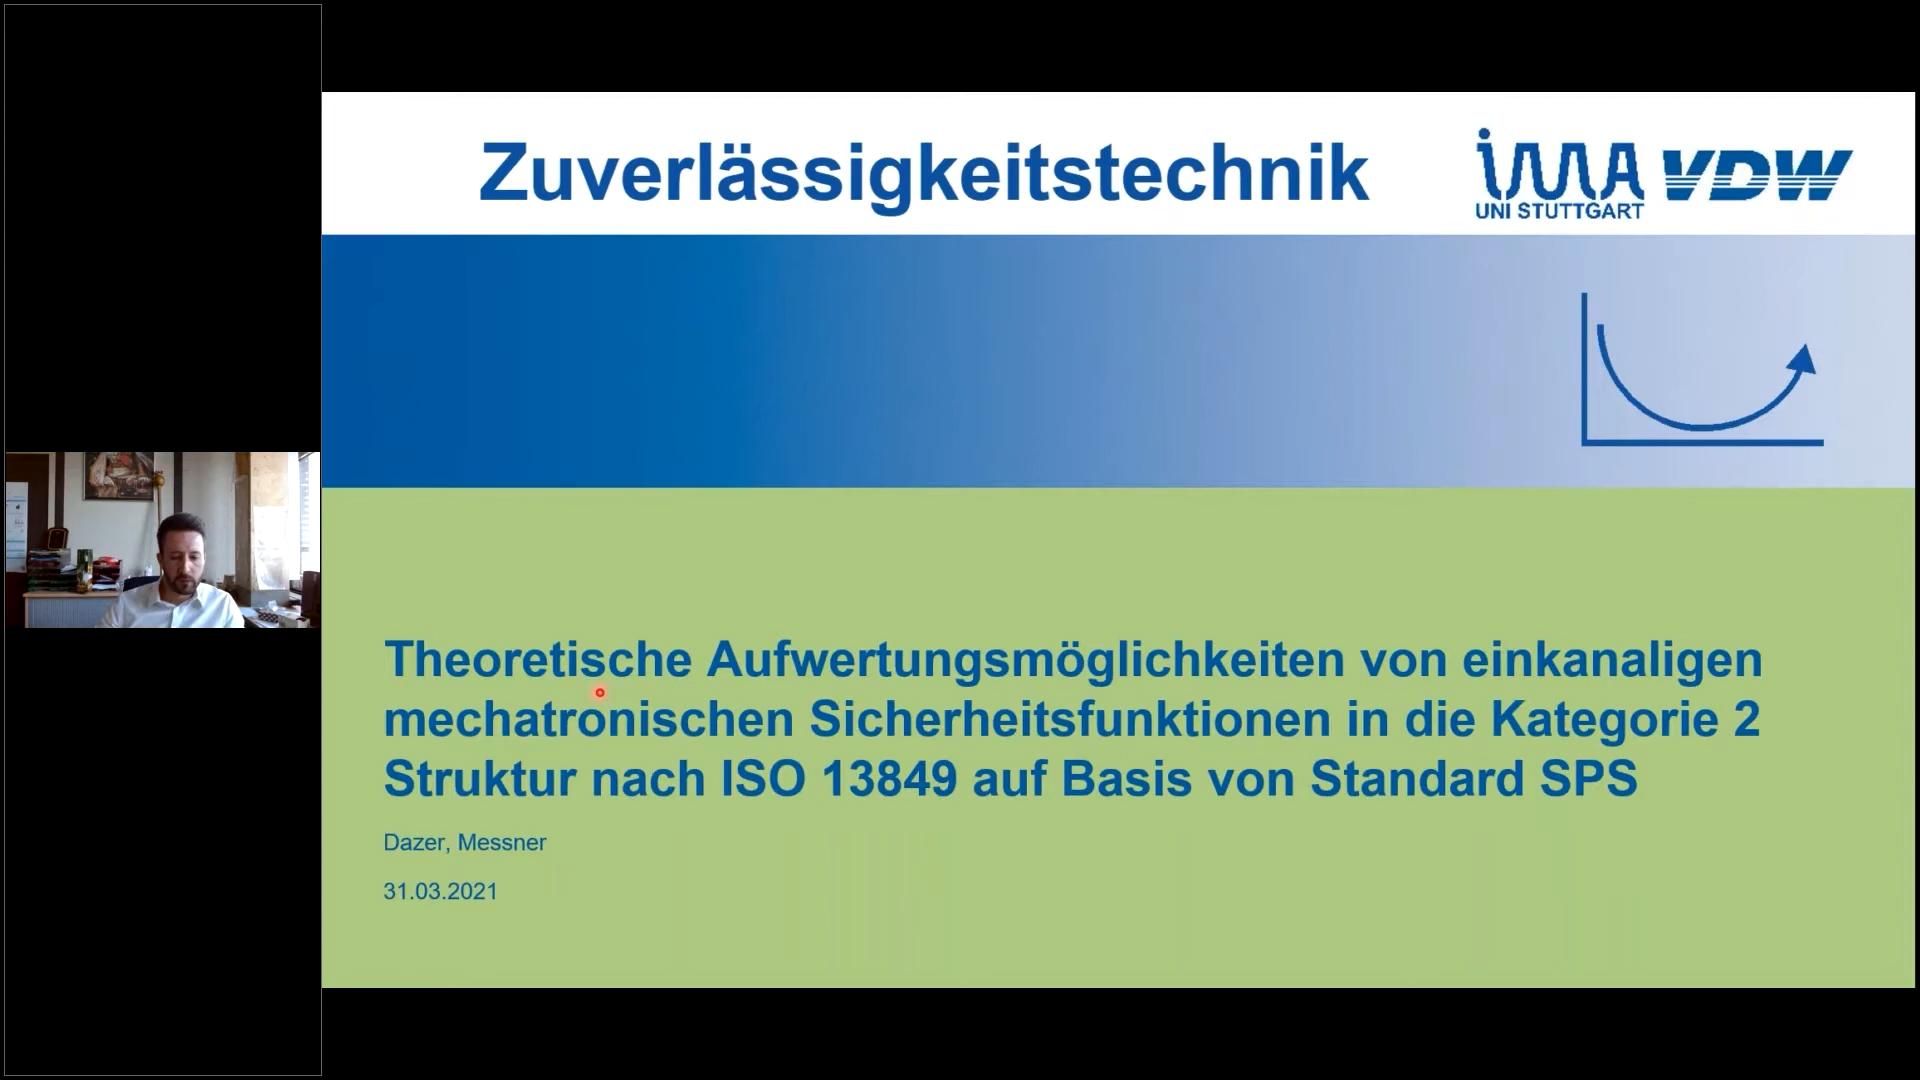 Zuverlässigkeitstechnik
ima
UNI STUTTGART
VDW
Theoretische Aufwertungsmöglichkeiten von einkanaligen
mechatronischen Sicherheitsfunktionen in die Kategorie 2
Struktur nach ISO 13849 auf Basis von Standard SPS
Dazer, Messner
31.03.2021